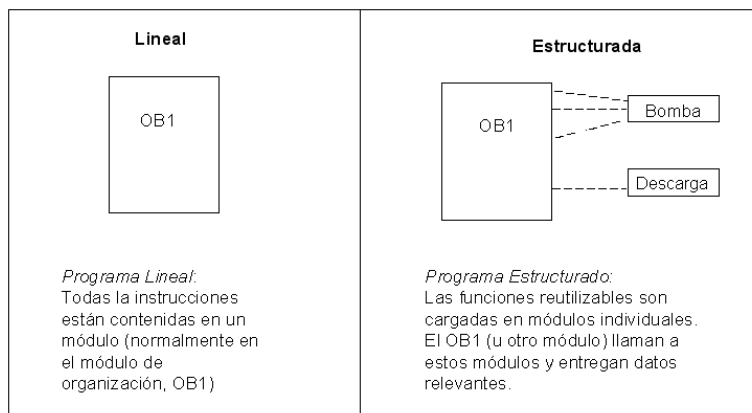 Lineal
OB1
Programa Lineal:
Todas la instrucciones
están contenidas en un
módulo (normalmente en
el módulo de
organización, OB1)
Estructurada
OB1
Bomba
Descarga
Programa Estructurado:
Las funciones reutilizables son
cargadas en módulos individuales.
El OB1 (u otro módulo) llaman a
estos módulos y entregan datos
relevantes.